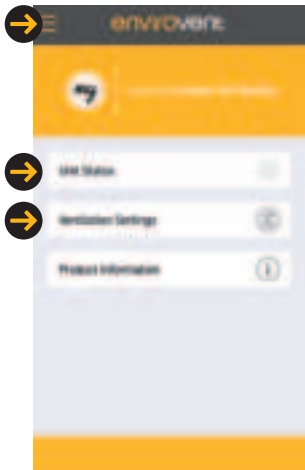 envirovent
Unit Status
Ventilation Settings
Product Information